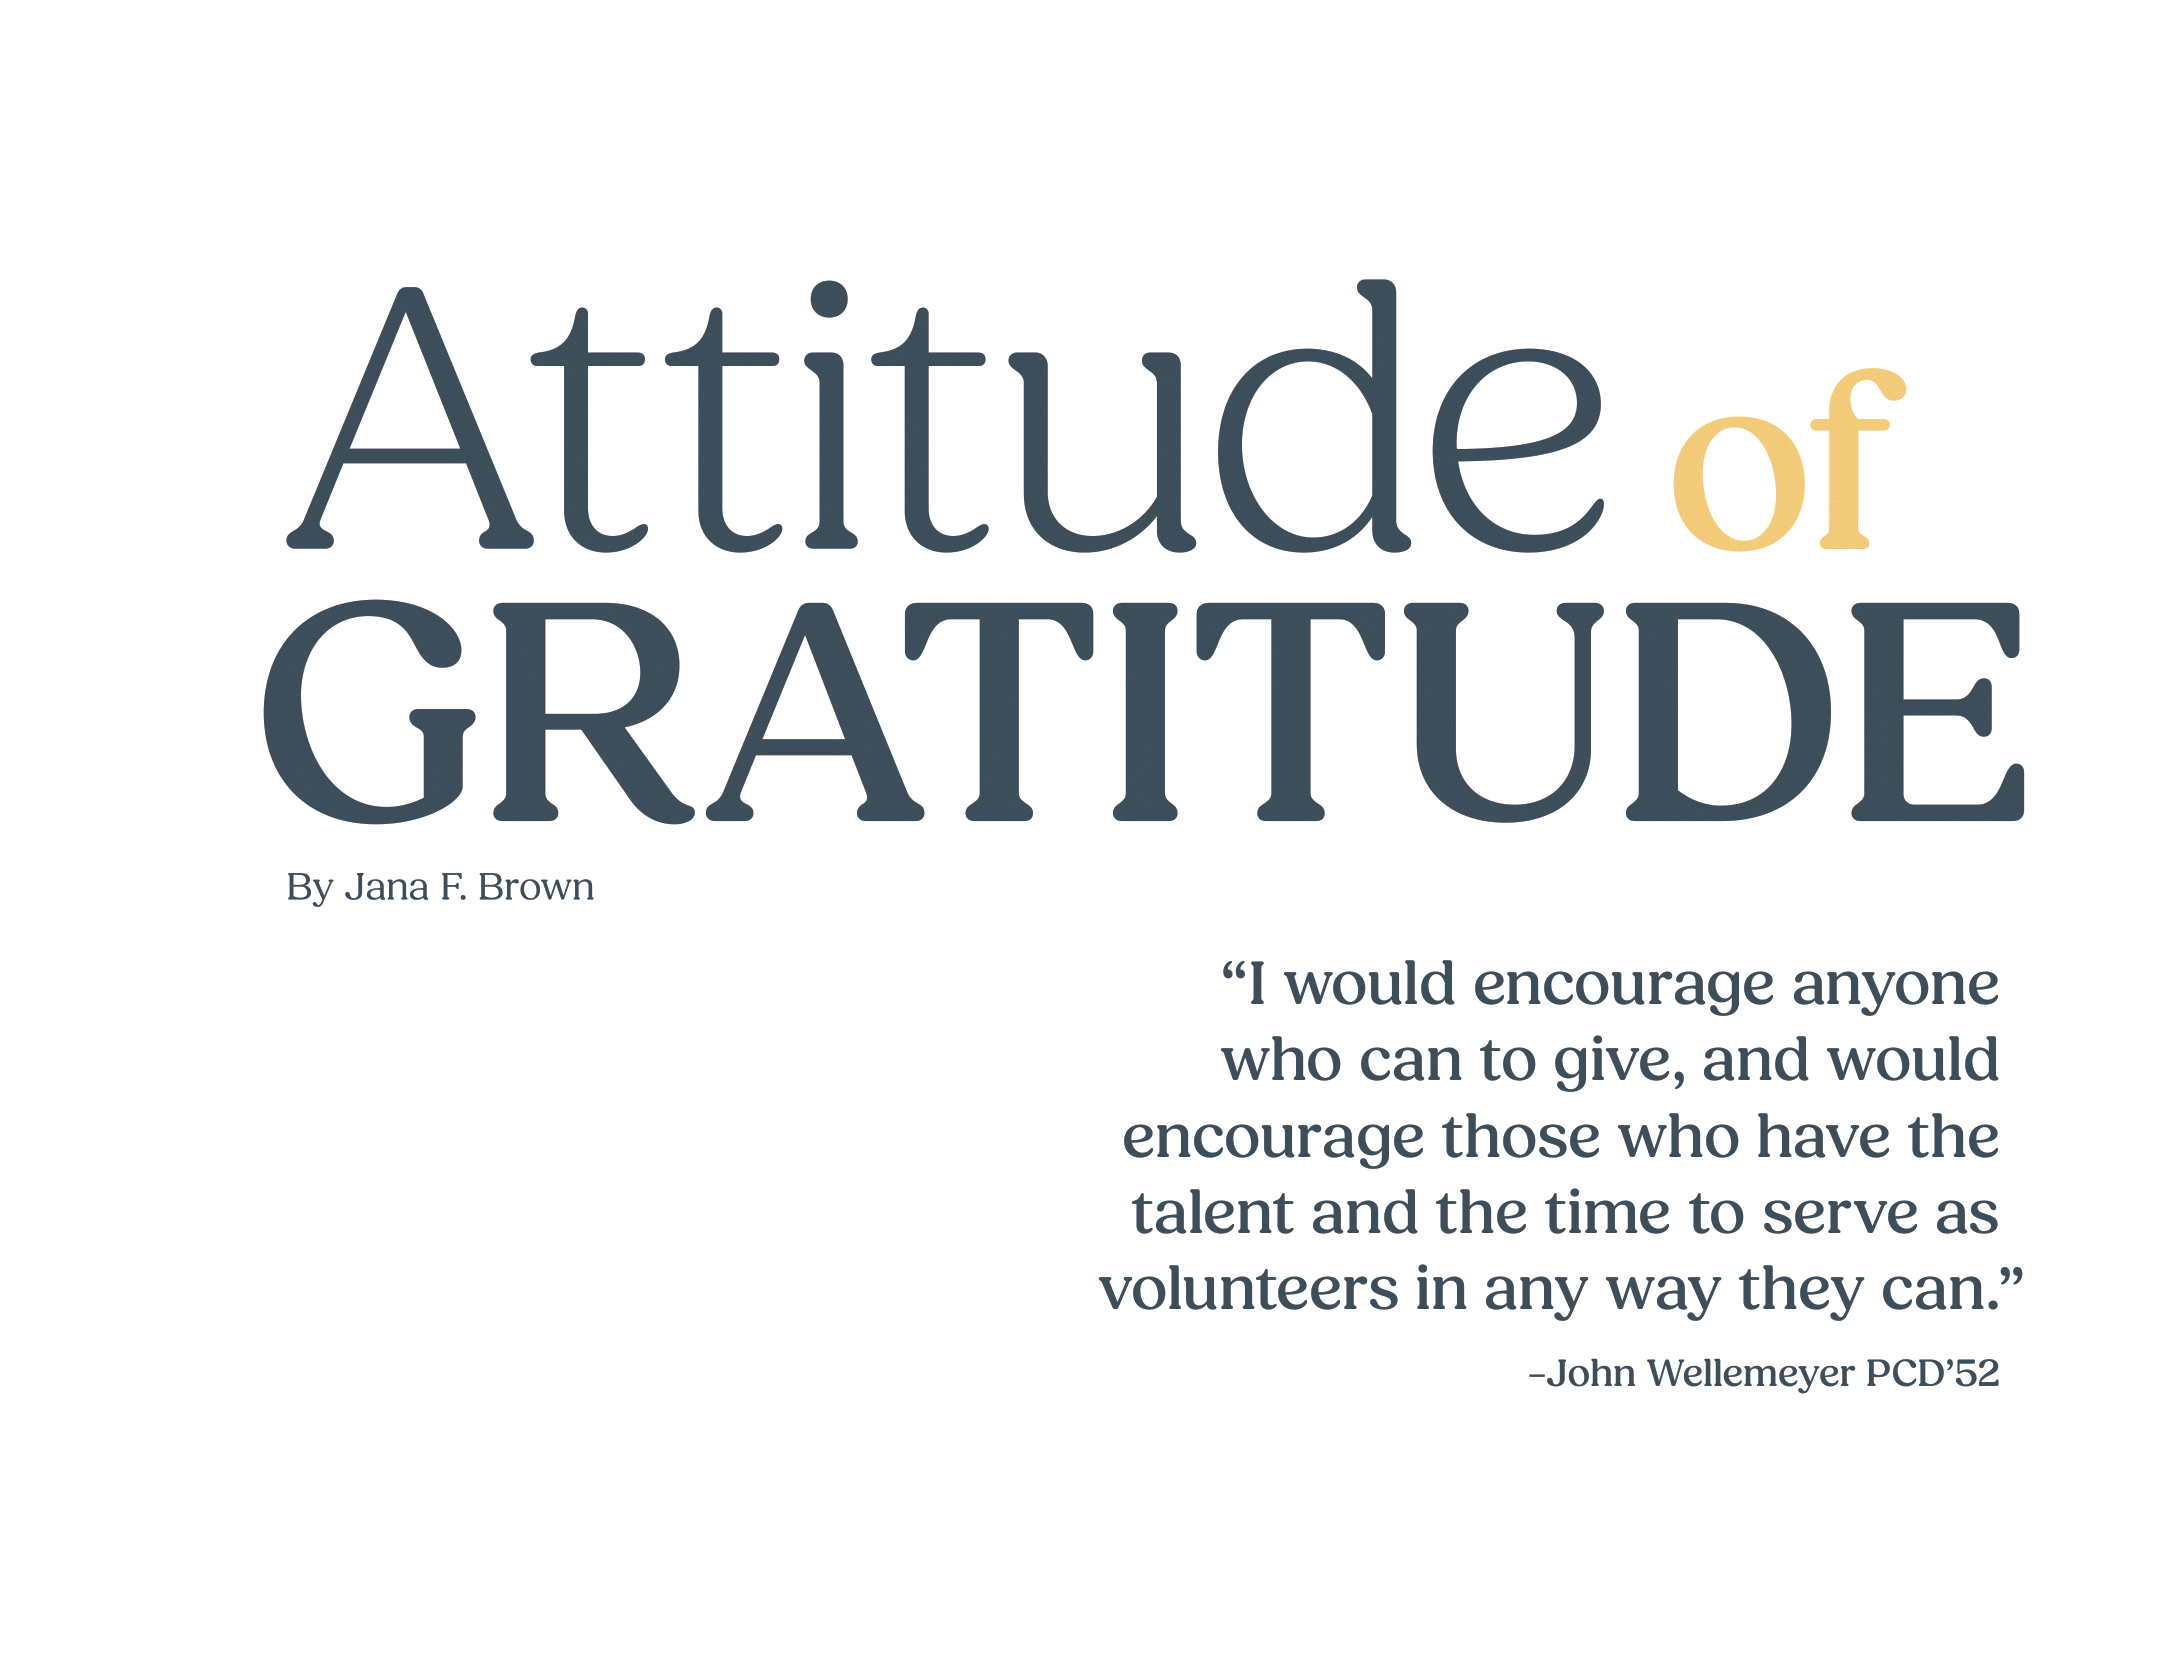 Attitude of
GRATITUDE
By Jana F. Brown
“I would encourage anyone
who can to give, and would
encourage those who have the
talent and the time to serve as
volunteers in any way they can.”
–John Wellemeyer PCD’52